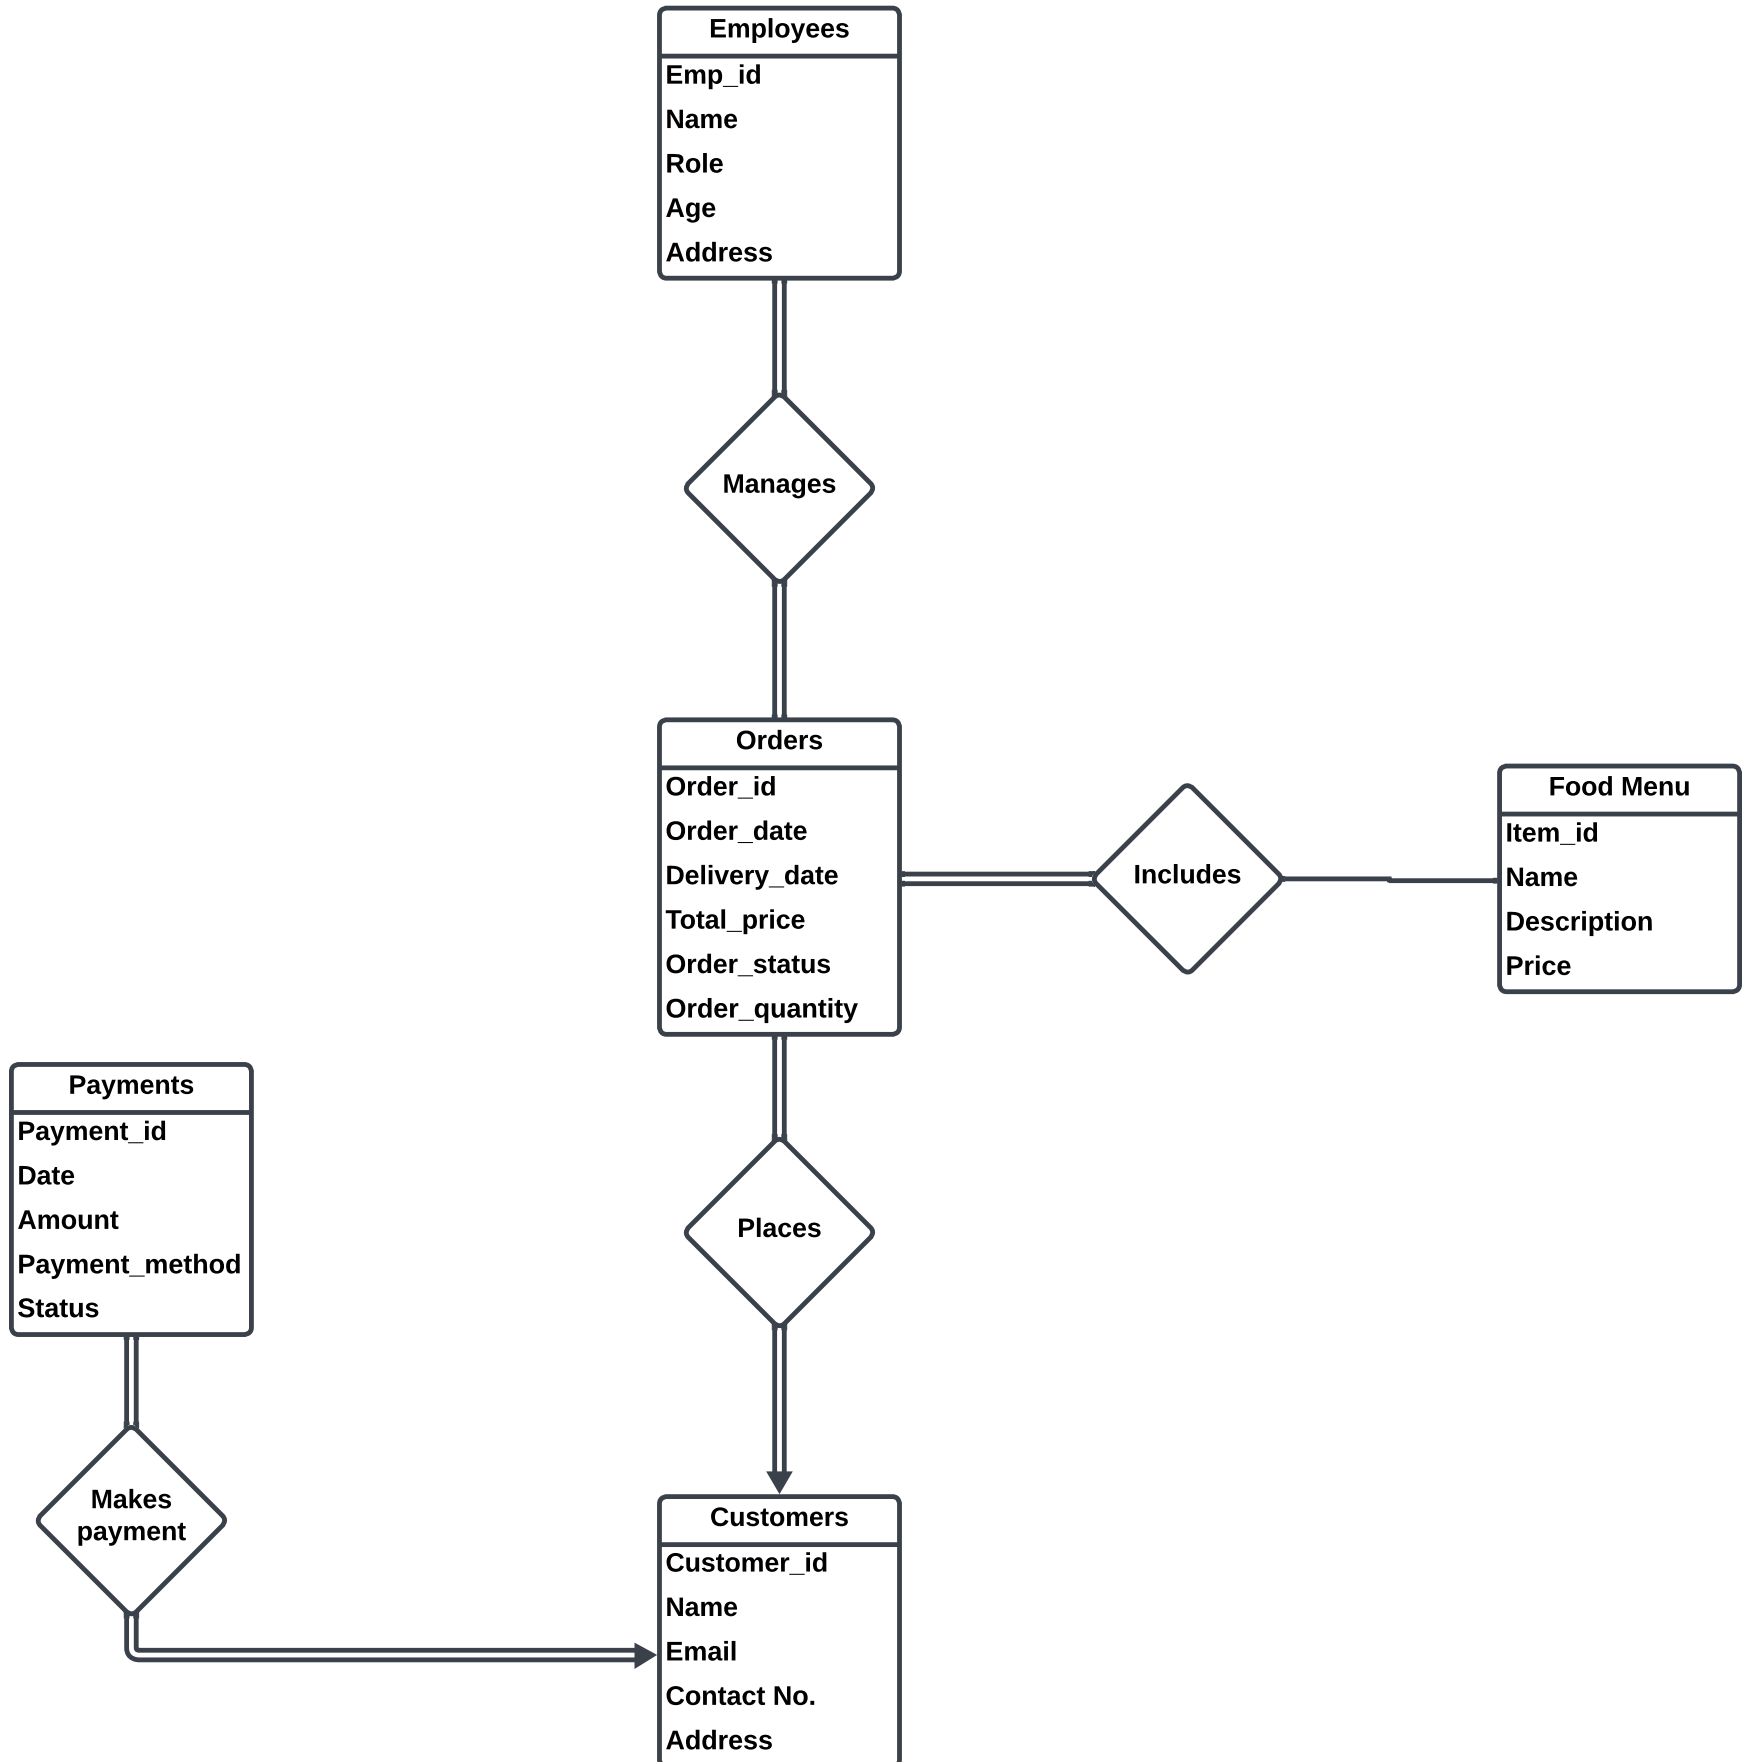 Employees
Emp_id
Name
Role
Age
Address
Manages
Orders
Order_id
Order_date
Delivery_date
Total_price
Order_status
Order_quantity
Includes
Food Menu
Item_id
Name
Description
Price
Payments
Payment_id
Date
Amount
Payment_method
Status
Places
Makes
payment
Customers
Customer_id
Name
Email
Contact No.
Address